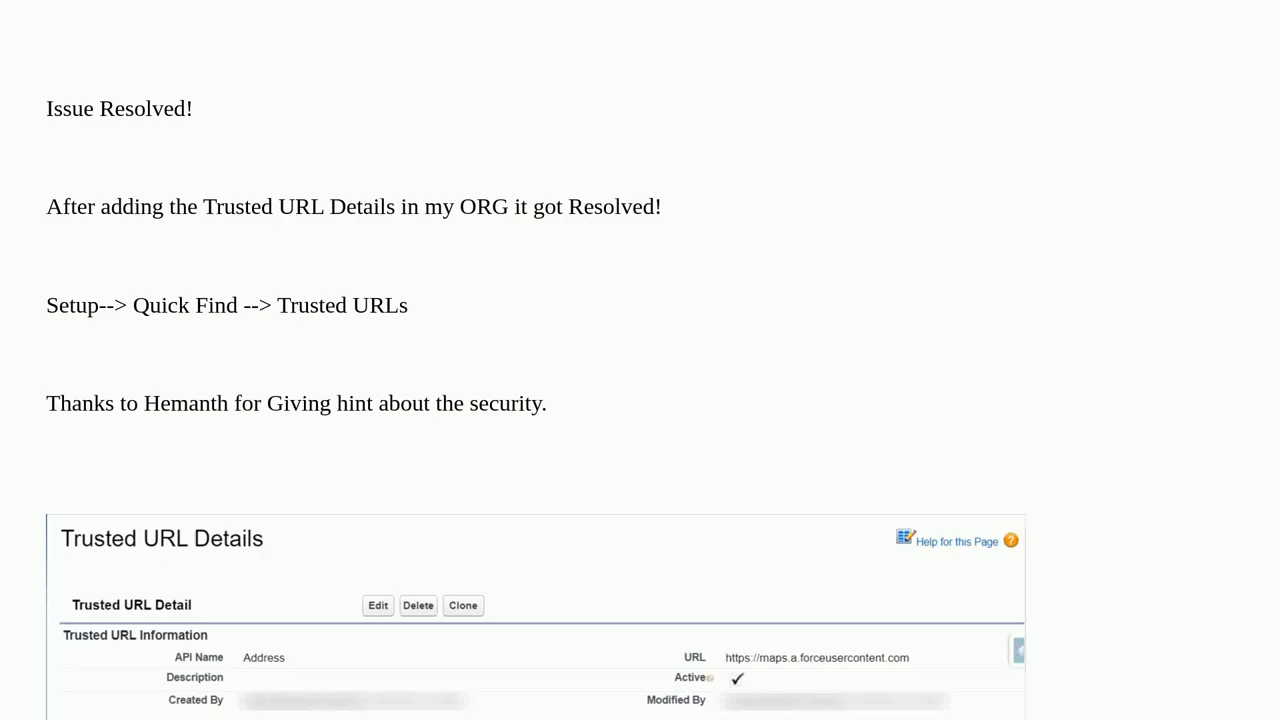 Issue Resolved!
After adding the Trusted URL Details in my ORG it got Resolved!
Setup--> Quick Find --> Trusted URLs
Thanks to Hemanth for Giving hint about the security.
Trusted URL Details
Help for this Page ?
Trusted URL Detail Edit Delete Clone
Trusted URL Information
API Name Address URL https://maps.a.forceusercontent.com
Description Active
Created By Modified By